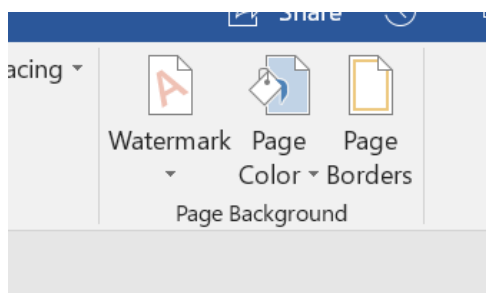 Share
acing
Watermark
Page
Color
Page
Borders
Page Background